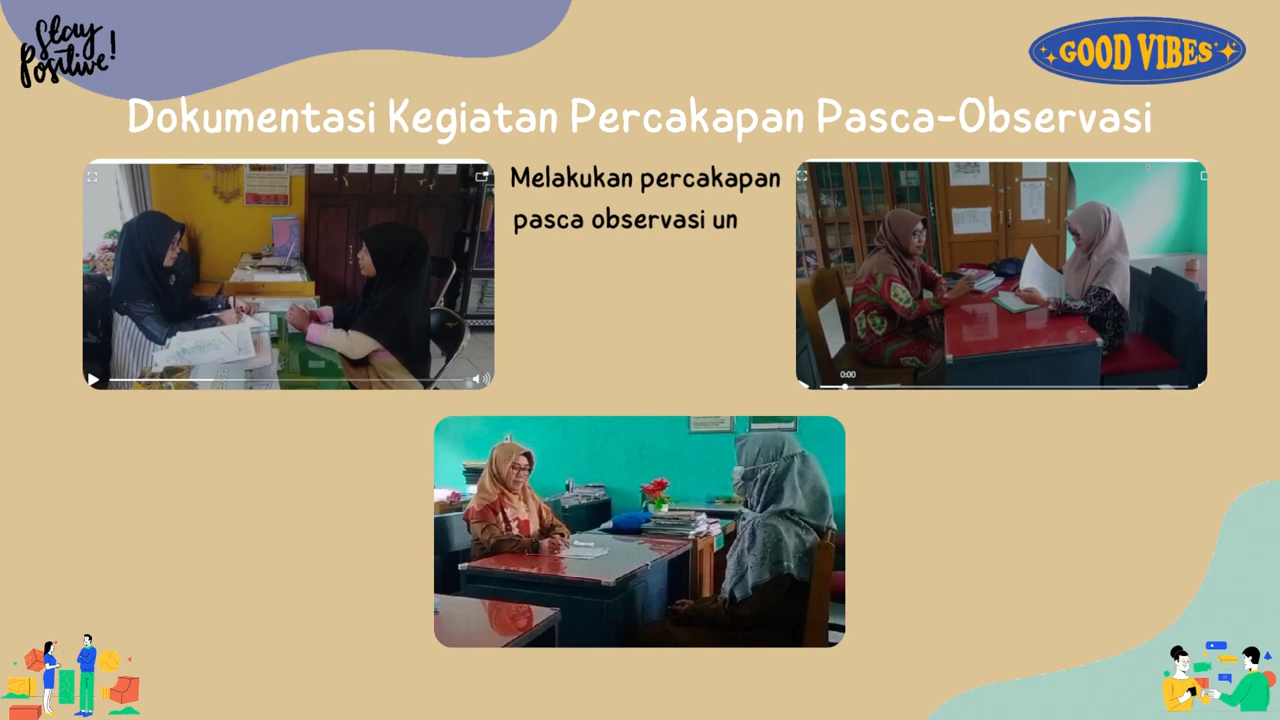 Stay
Positive!
GOOD VIBES
Dokumentasi Kegiatan Percakapan Pasca-Observasi
Melakukan percakapan
pasca observasi un
0:00